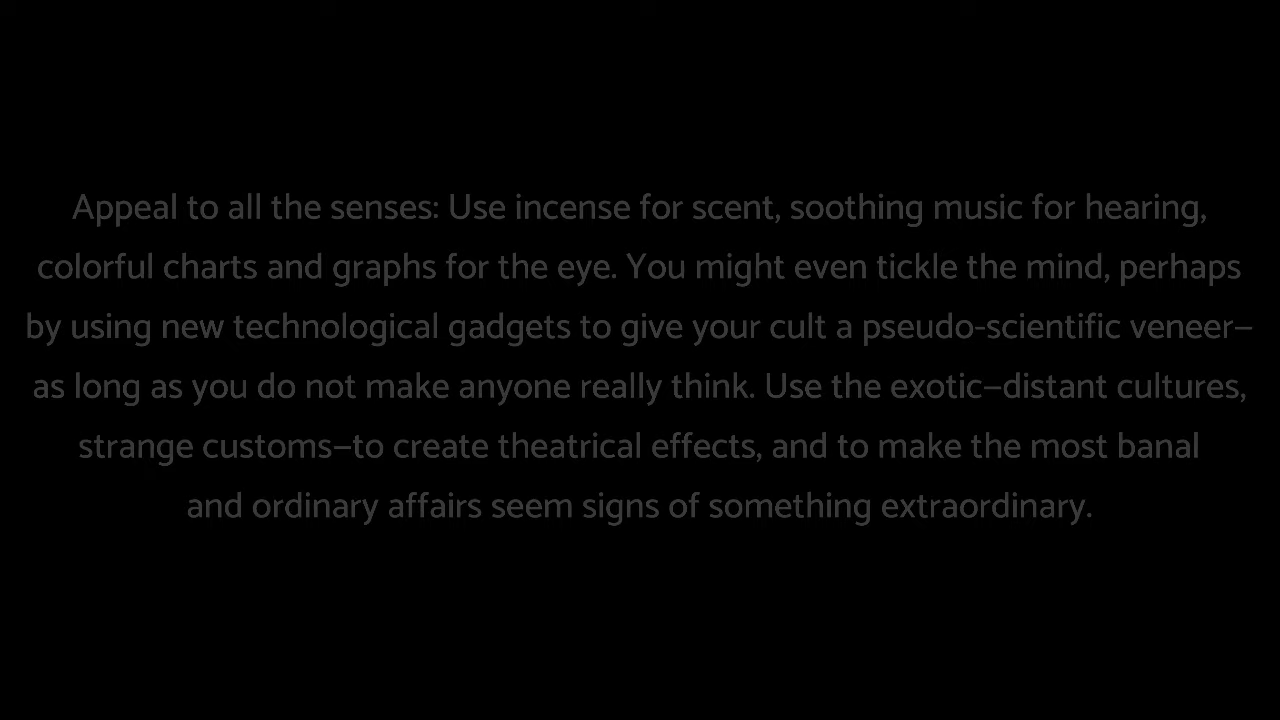 Appeal to all the senses: Use incense for scent, soothing music for hearing,
colorful charts and graphs for the eye. You might even tickle the mind, perhaps
by using new technological gadgets to give your cult a pseudo-scientific veneer—
as long as you do not make anyone really think. Use the exotic—distant cultures,
strange customs—to create theatrical effects, and to make the most banal
and ordinary affairs seem signs of something extraordinary.